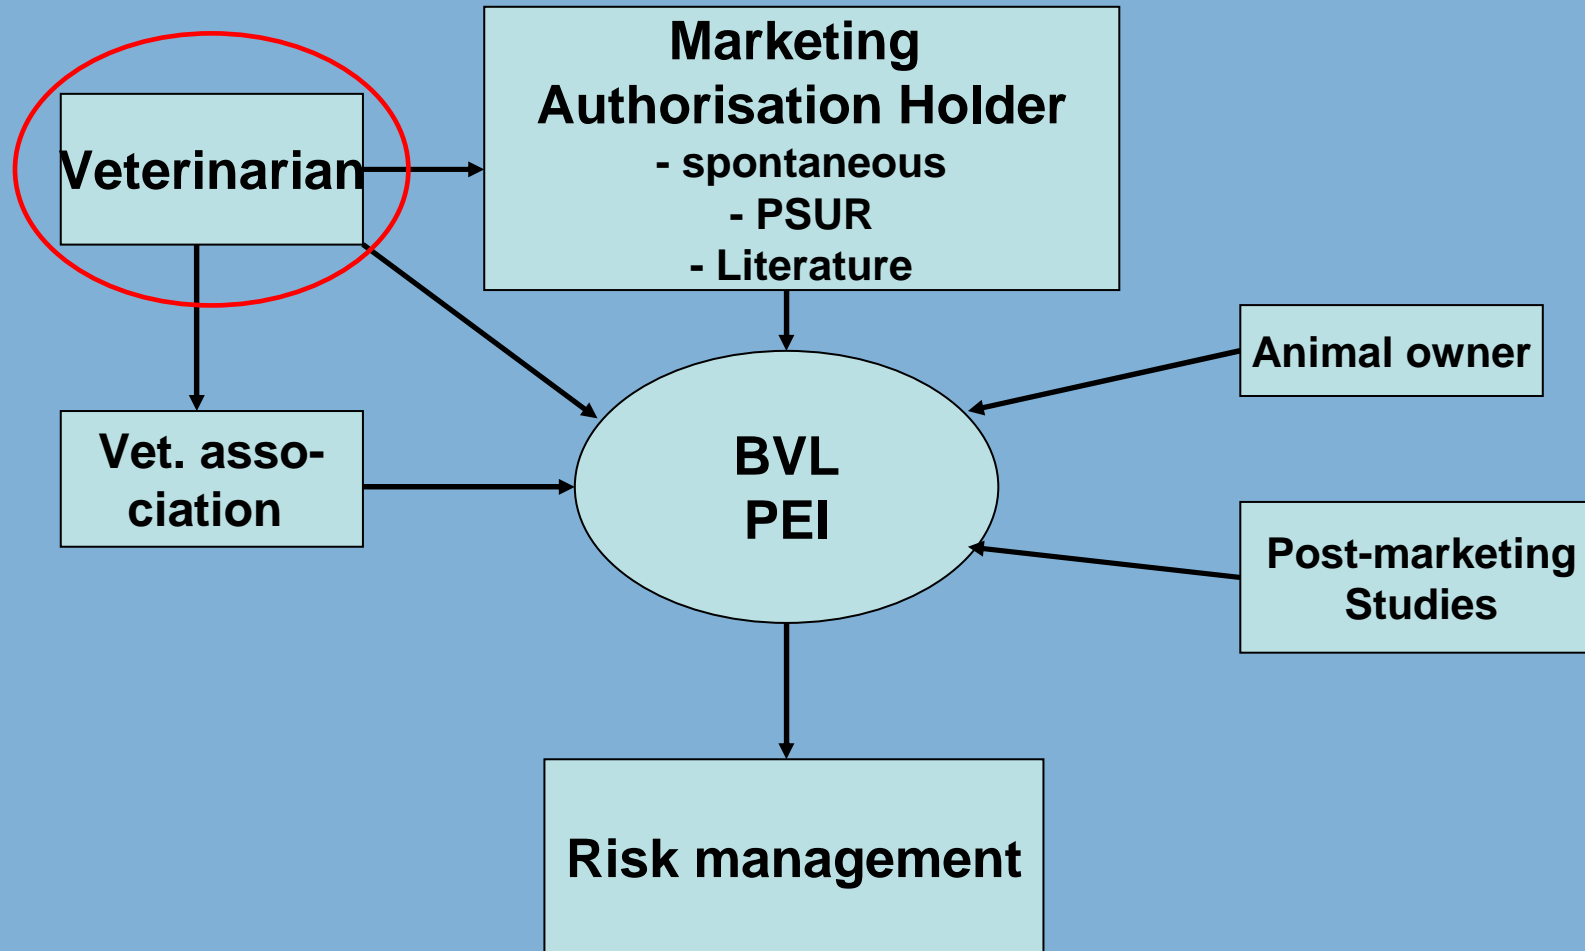 Marketing
Authorisation Holder
- spontaneous
- PSUR
- Literature
Veterinarian
Animal owner
Vet. asso-
ciation
BVL
PEI
Post-marketing
Studies
Risk management